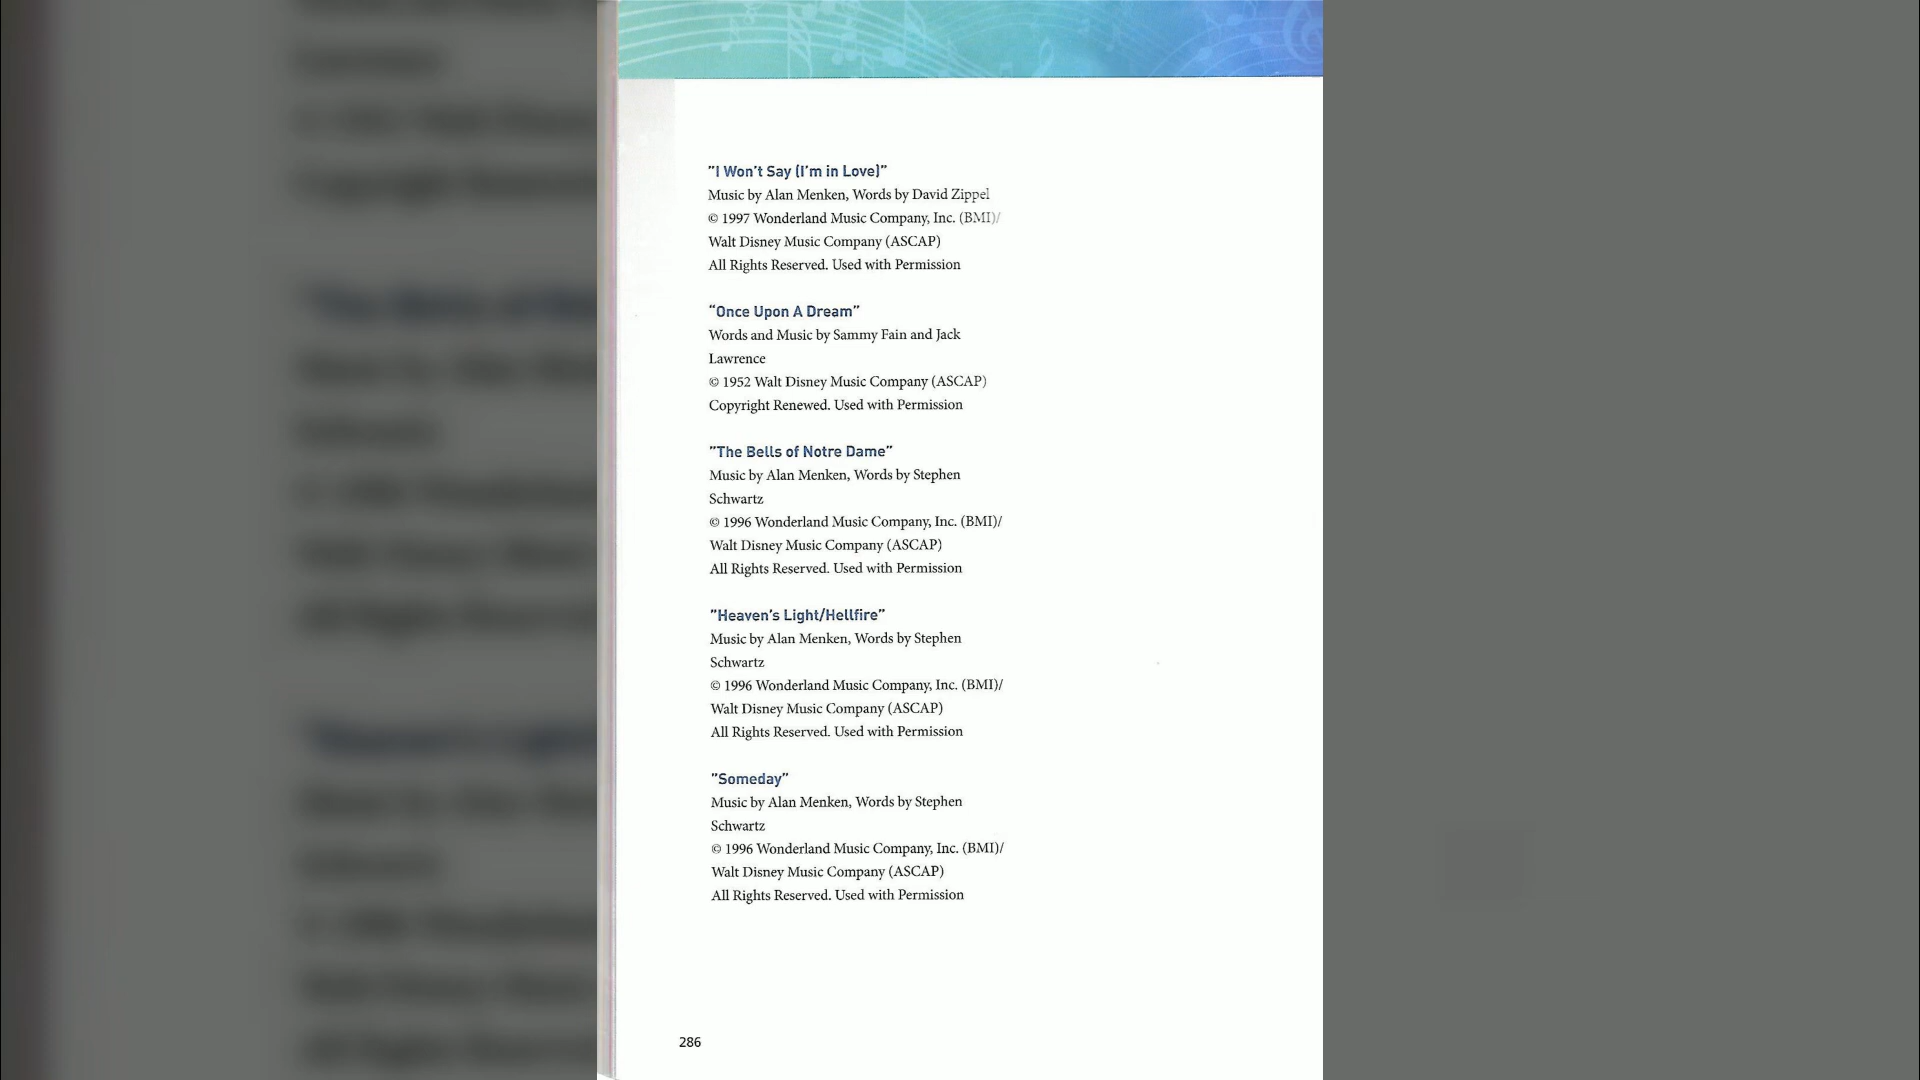 "I Won't Say (I'm in Love)"
Music by Alan Menken, Words by David Zippel
© 1997 Wonderland Music Company, Inc. (BMI)/
Walt Disney Music Company (ASCAP)
All Rights Reserved. Used with Permission
"Once Upon A Dream"
Words and Music by Sammy Fain and Jack
Lawrence
© 1952 Walt Disney Music Company (ASCAP)
Copyright Renewed. Used with Permission
"The Bells of Notre Dame"
Music by Alan Menken, Words by Stephen
Schwartz
© 1996 Wonderland Music Company, Inc. (BMI)/
Walt Disney Music Company (ASCAP)
All Rights Reserved. Used with Permission
"Heaven's Light/Hellfire"
Music by Alan Menken, Words by Stephen
Schwartz
© 1996 Wonderland Music Company, Inc. (BMI)/
Walt Disney Music Company (ASCAP)
All Rights Reserved. Used with Permission
"Someday"
Music by Alan Menken, Words by Stephen
Schwartz
© 1996 Wonderland Music Company, Inc. (BMI)/
Walt Disney Music Company (ASCAP)
All Rights Reserved. Used with Permission
286